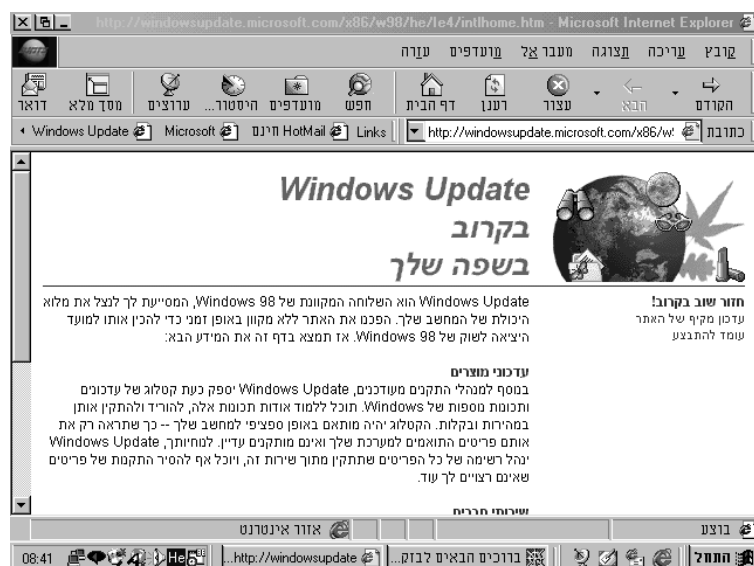 http://windowsupdate.microsoft.com/x86/w98/he/le4/intlhome.htm - Microsoft Internet Explorer
קובץ עריכה תצוגה מעבר אל מועדפים עזרה
הקודם הבא עצור רענן דף הבית חפש מועדפים היסטור... ערוצים מסך מלא דואר
כתובת http://windowsupdate.microsoft.com/x86/w! Links HotMail חינם Microsoft Windows Update
Windows Update
בקרוב
בשפה שלך
חזור שוב בקרוב!
עדכון מקיף של האתר
עומד להתבצע
Windows Update הוא השלוחה המקוונת של Windows 98, המסייעת לך לנצל את מלוא
היכולת של המחשב שלך. הפכנו את האתר ללא מקוון באופן זמני כדי להכין אותו למועד
היציאה לשוק של Windows 98. אז תמצא בדף זה את המידע הבא:
עדכוני מוצרים
בנוסף למנהלי התקנים מעודכנים, Windows Update יספק כעת קטלוג של עדכונים
ותכונות נוספות של Windows. תוכל ללמוד אודות תכונות אלה, להוריד ולהתקין אותן
במהירות ובקלות. הקטלוג יהיה מותאם באופן ספציפי למחשב שלך -- כך שתראה רק את
אותם פריטים התואמים למערכת שלך ואינם מותקנים עדיין. לנוחיותך, Windows Update
ינהל רשימה של כל הפריטים שתתקין מתוך שירות זה, ויוכל אף להסיר התקנות של פריטים
שאינם רצויים לך עוד.
שירותי חברים
בוצע אזור אינטרנט
התחל ברוכים הבאים לבזק... http://windowsupdate... He 08:41